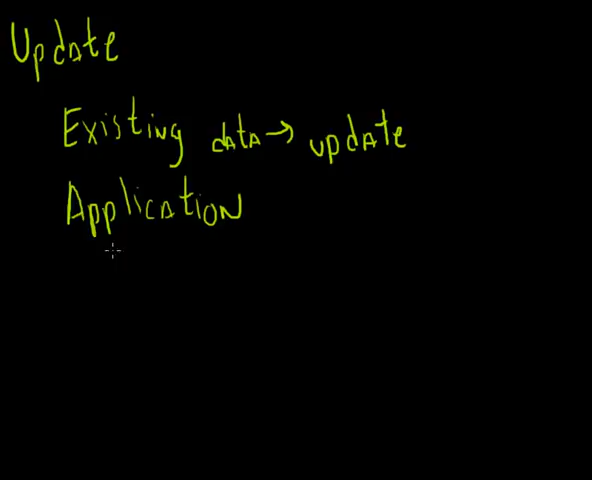 Update
Existing data → update
Application